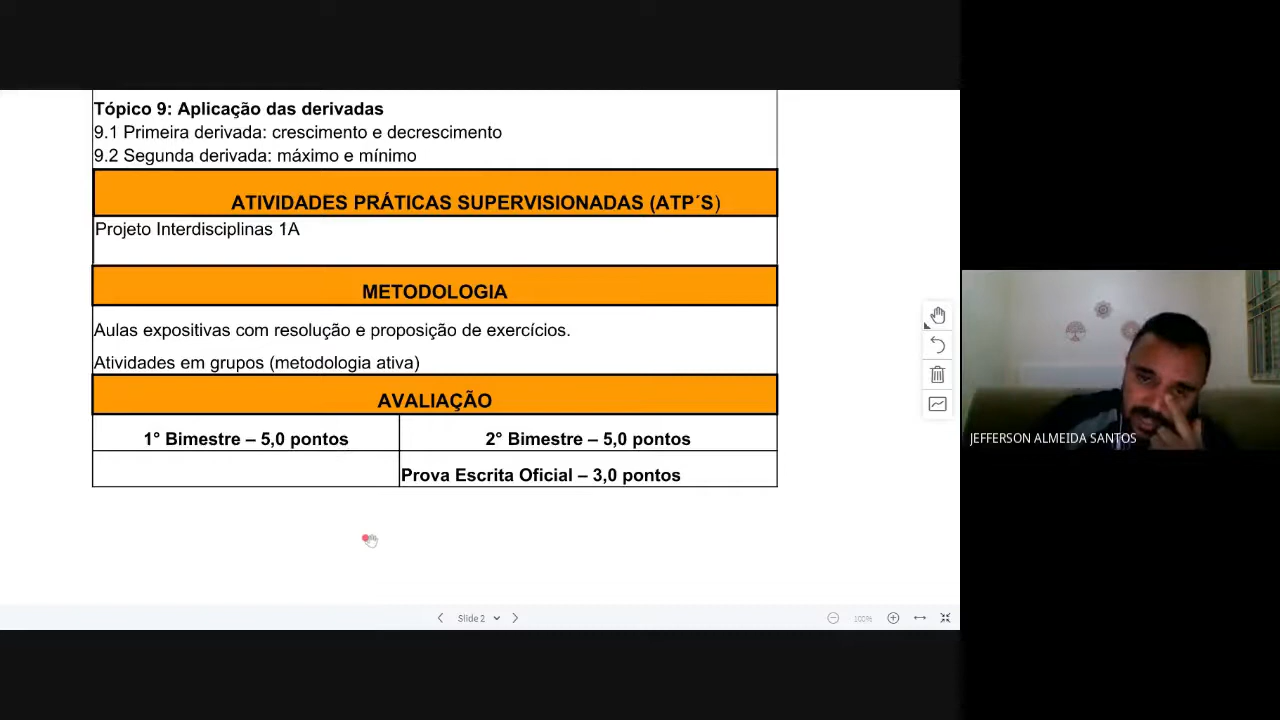 Tópico 9: Aplicação das derivadas
9.1 Primeira derivada: crescimento e decrescimento
9.2 Segunda derivada: máximo e mínimo
ATIVIDADES PRÁTICAS SUPERVISIONADAS (ATP´S)
Projeto Interdisciplinas 1A
METODOLOGIA
Aulas expositivas com resolução e proposição de exercícios.
Atividades em grupos (metodologia ativa)
AVALIAÇÃO
1° Bimestre – 5,0 pontos
2° Bimestre – 5,0 pontos
Prova Escrita Oficial – 3,0 pontos
JEFFERSON ALMEIDA SANTOS
Slide 2
100%